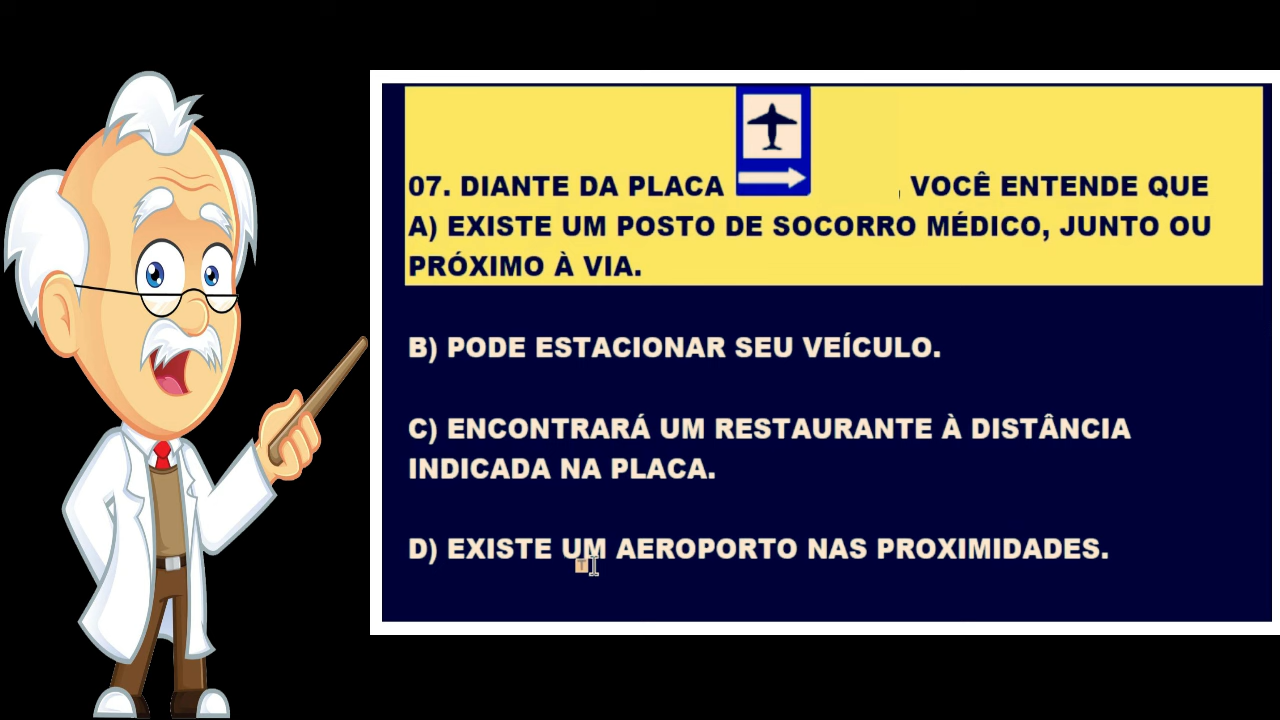 07. DIANTE DA PLACA , VOCÊ ENTENDE QUE
A) EXISTE UM POSTO DE SOCORRO MÉDICO, JUNTO OU
PRÓXIMO À VIA.
B) PODE ESTACIONAR SEU VEÍCULO.
C) ENCONTRARÁ UM RESTAURANTE À DISTÂNCIA
INDICADA NA PLACA.
D) EXISTE UM AEROPORTO NAS PROXIMIDADES.